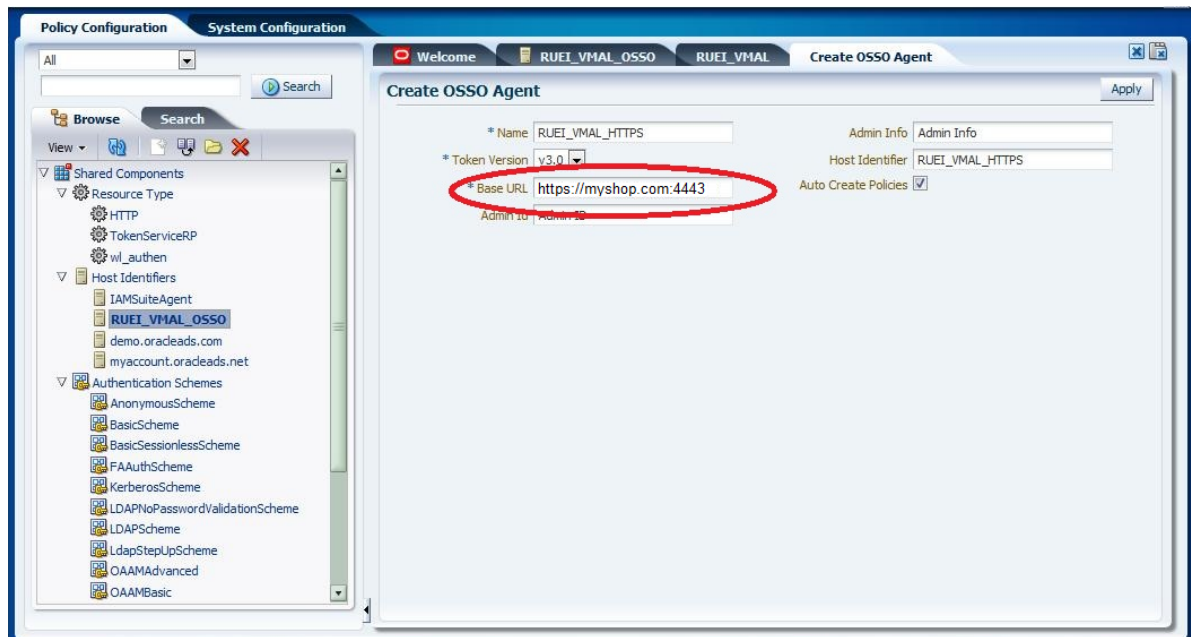 Policy Configuration System Configuration
All
Search
Browse Search
View
Shared Components
Resource Type
HTTP
TokenServiceRP
wl_authen
Host Identifiers
IAMSuiteAgent
RUEI_VMAL_OSSO
demo.oracleads.com
myaccount.oracleads.net
Authentication Schemes
AnonymousScheme
BasicScheme
BasicSessionlessScheme
FAAuthScheme
KerberosScheme
LDAPNoPasswordValidationScheme
LDAPScheme
LdapStepUpScheme
OAAMAdvanced
OAAMBasic
Welcome RUEI_VMAL_OSSO RUEI_VMAL Create OSSO Agent
Create OSSO Agent Apply
* Name RUEI_VMAL_HTTPS Admin Info Admin Info
* Token Version v3.0 Host Identifier RUEI_VMAL_HTTPS
* Base URL https://myshop.com:4443 Auto Create Policies
Admin Id Admin ID